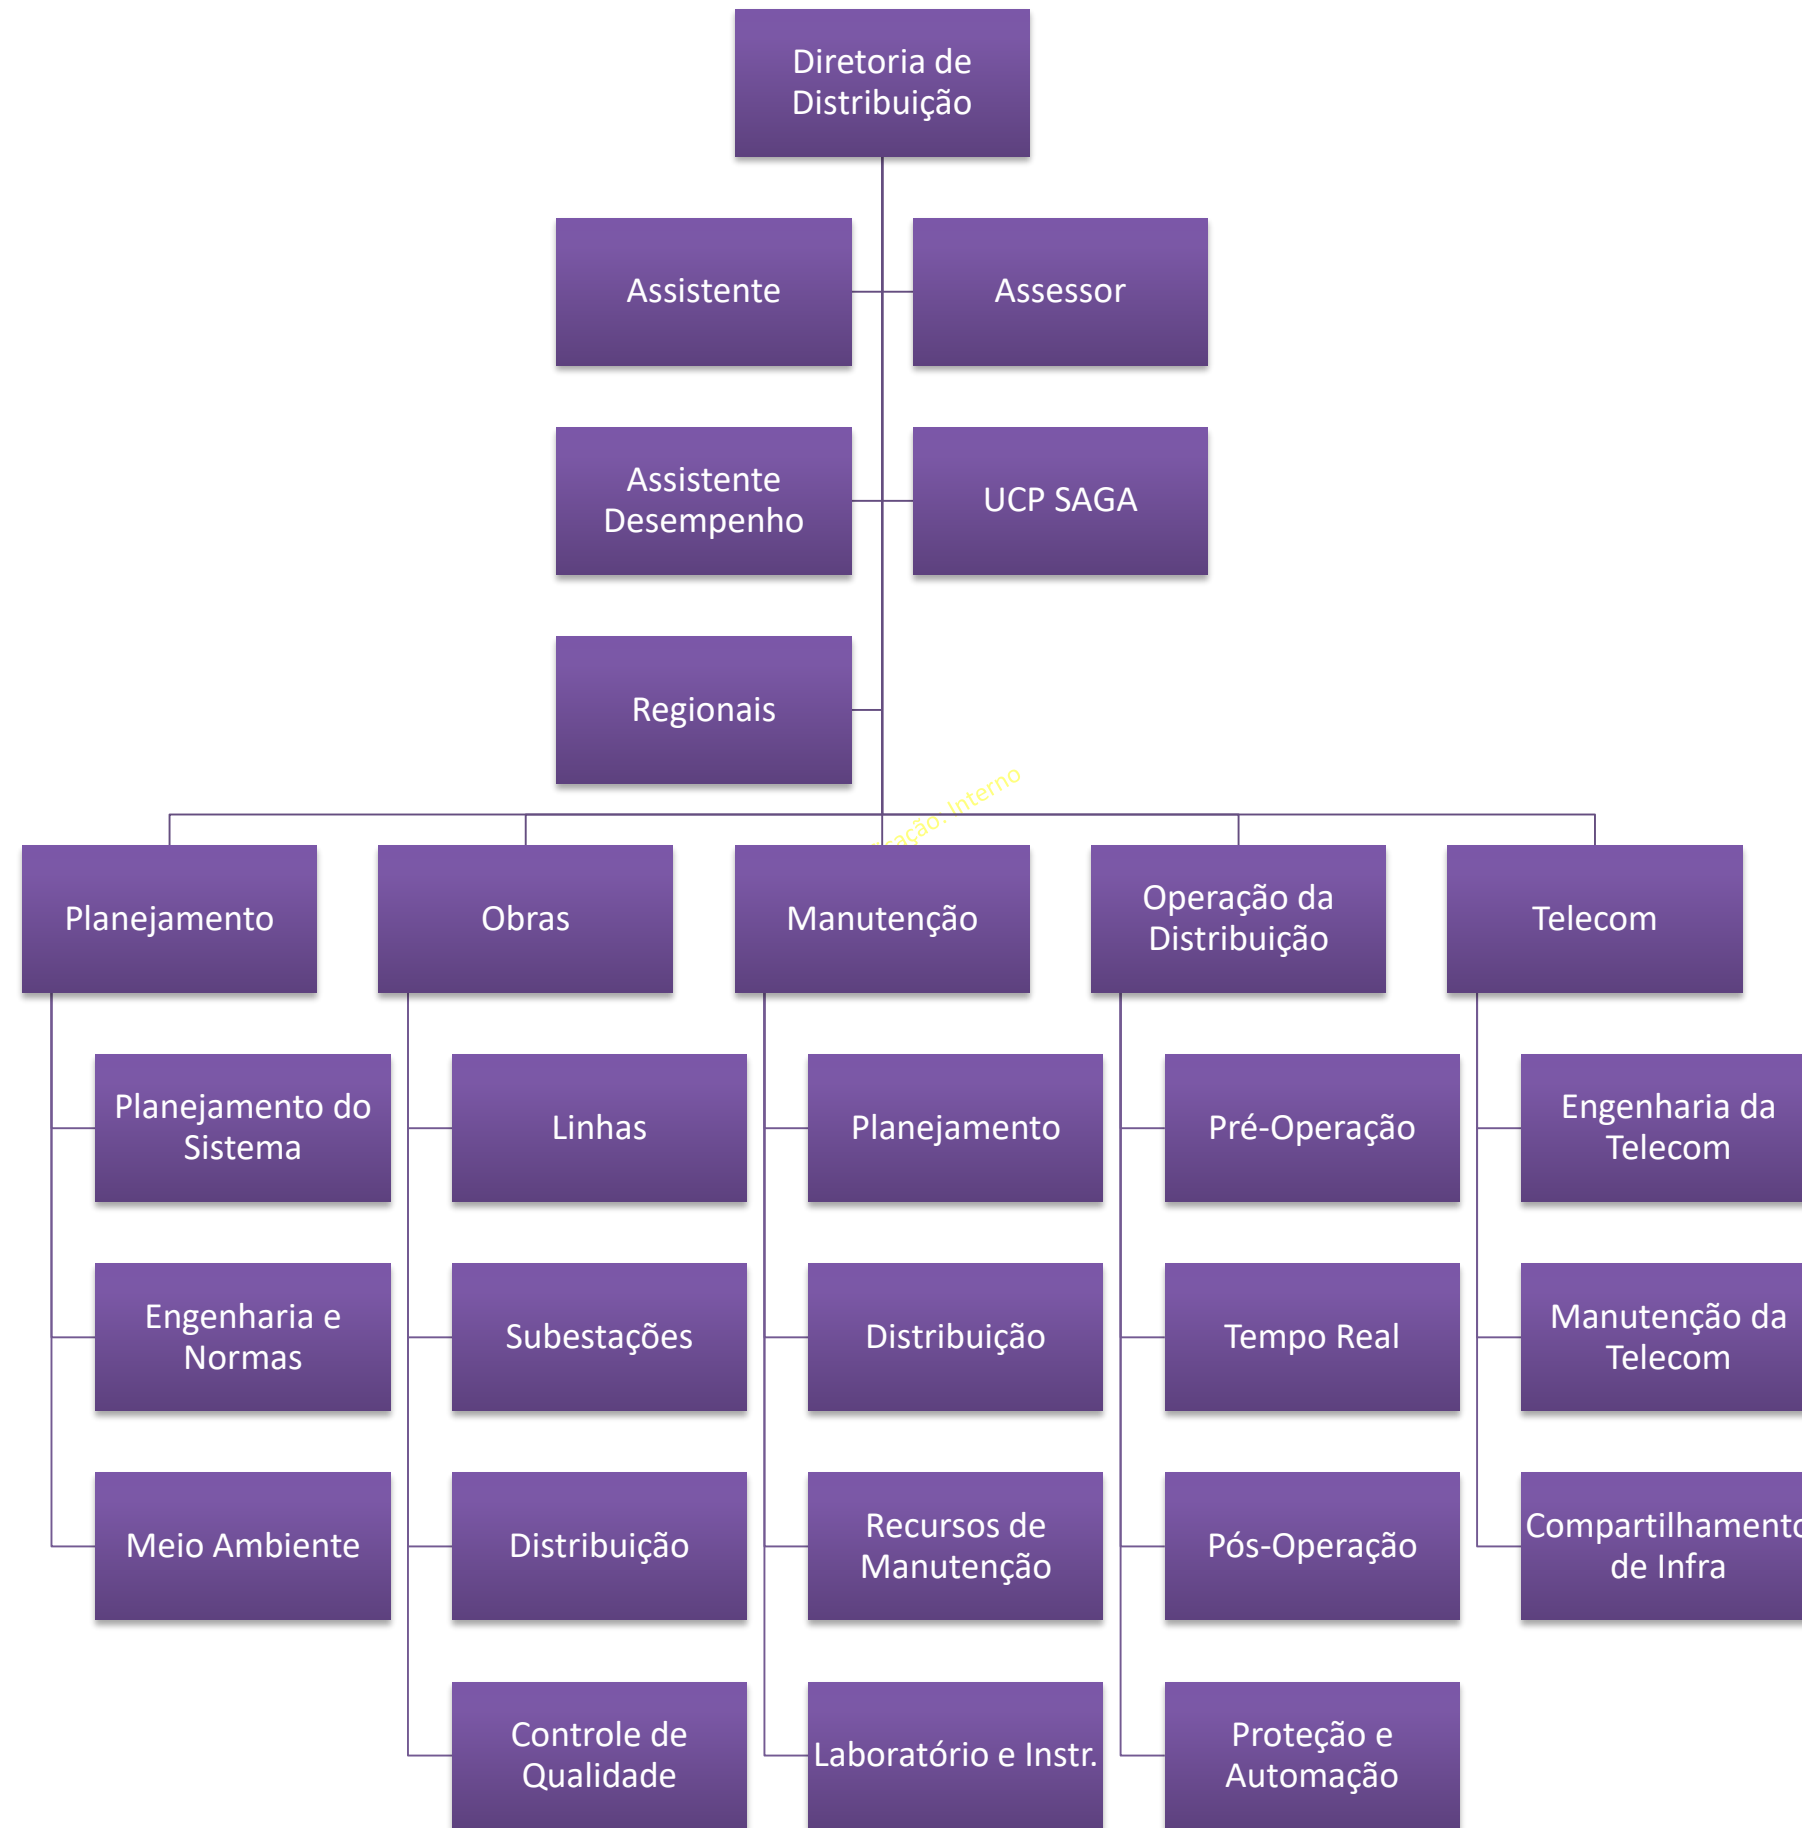 Diretoria de
Distribuição
Assistente
Assessor
Assistente
Desempenho
UCP SAGA
Regionais
Interno
Planejamento
Obras
Manutenção
Operação da
Distribuição
Telecom
Planejamento do
Sistema
Linhas
Planejamento
Pré-Operação
Engenharia da
Telecom
Engenharia e
Normas
Subestações
Distribuição
Tempo Real
Manutenção da
Telecom
Meio Ambiente
Distribuição
Recursos de
Manutenção
Pós-Operação
Compartilhamento
de Infra
Controle de
Qualidade
Laboratório e Instr.
Proteção e
Automação